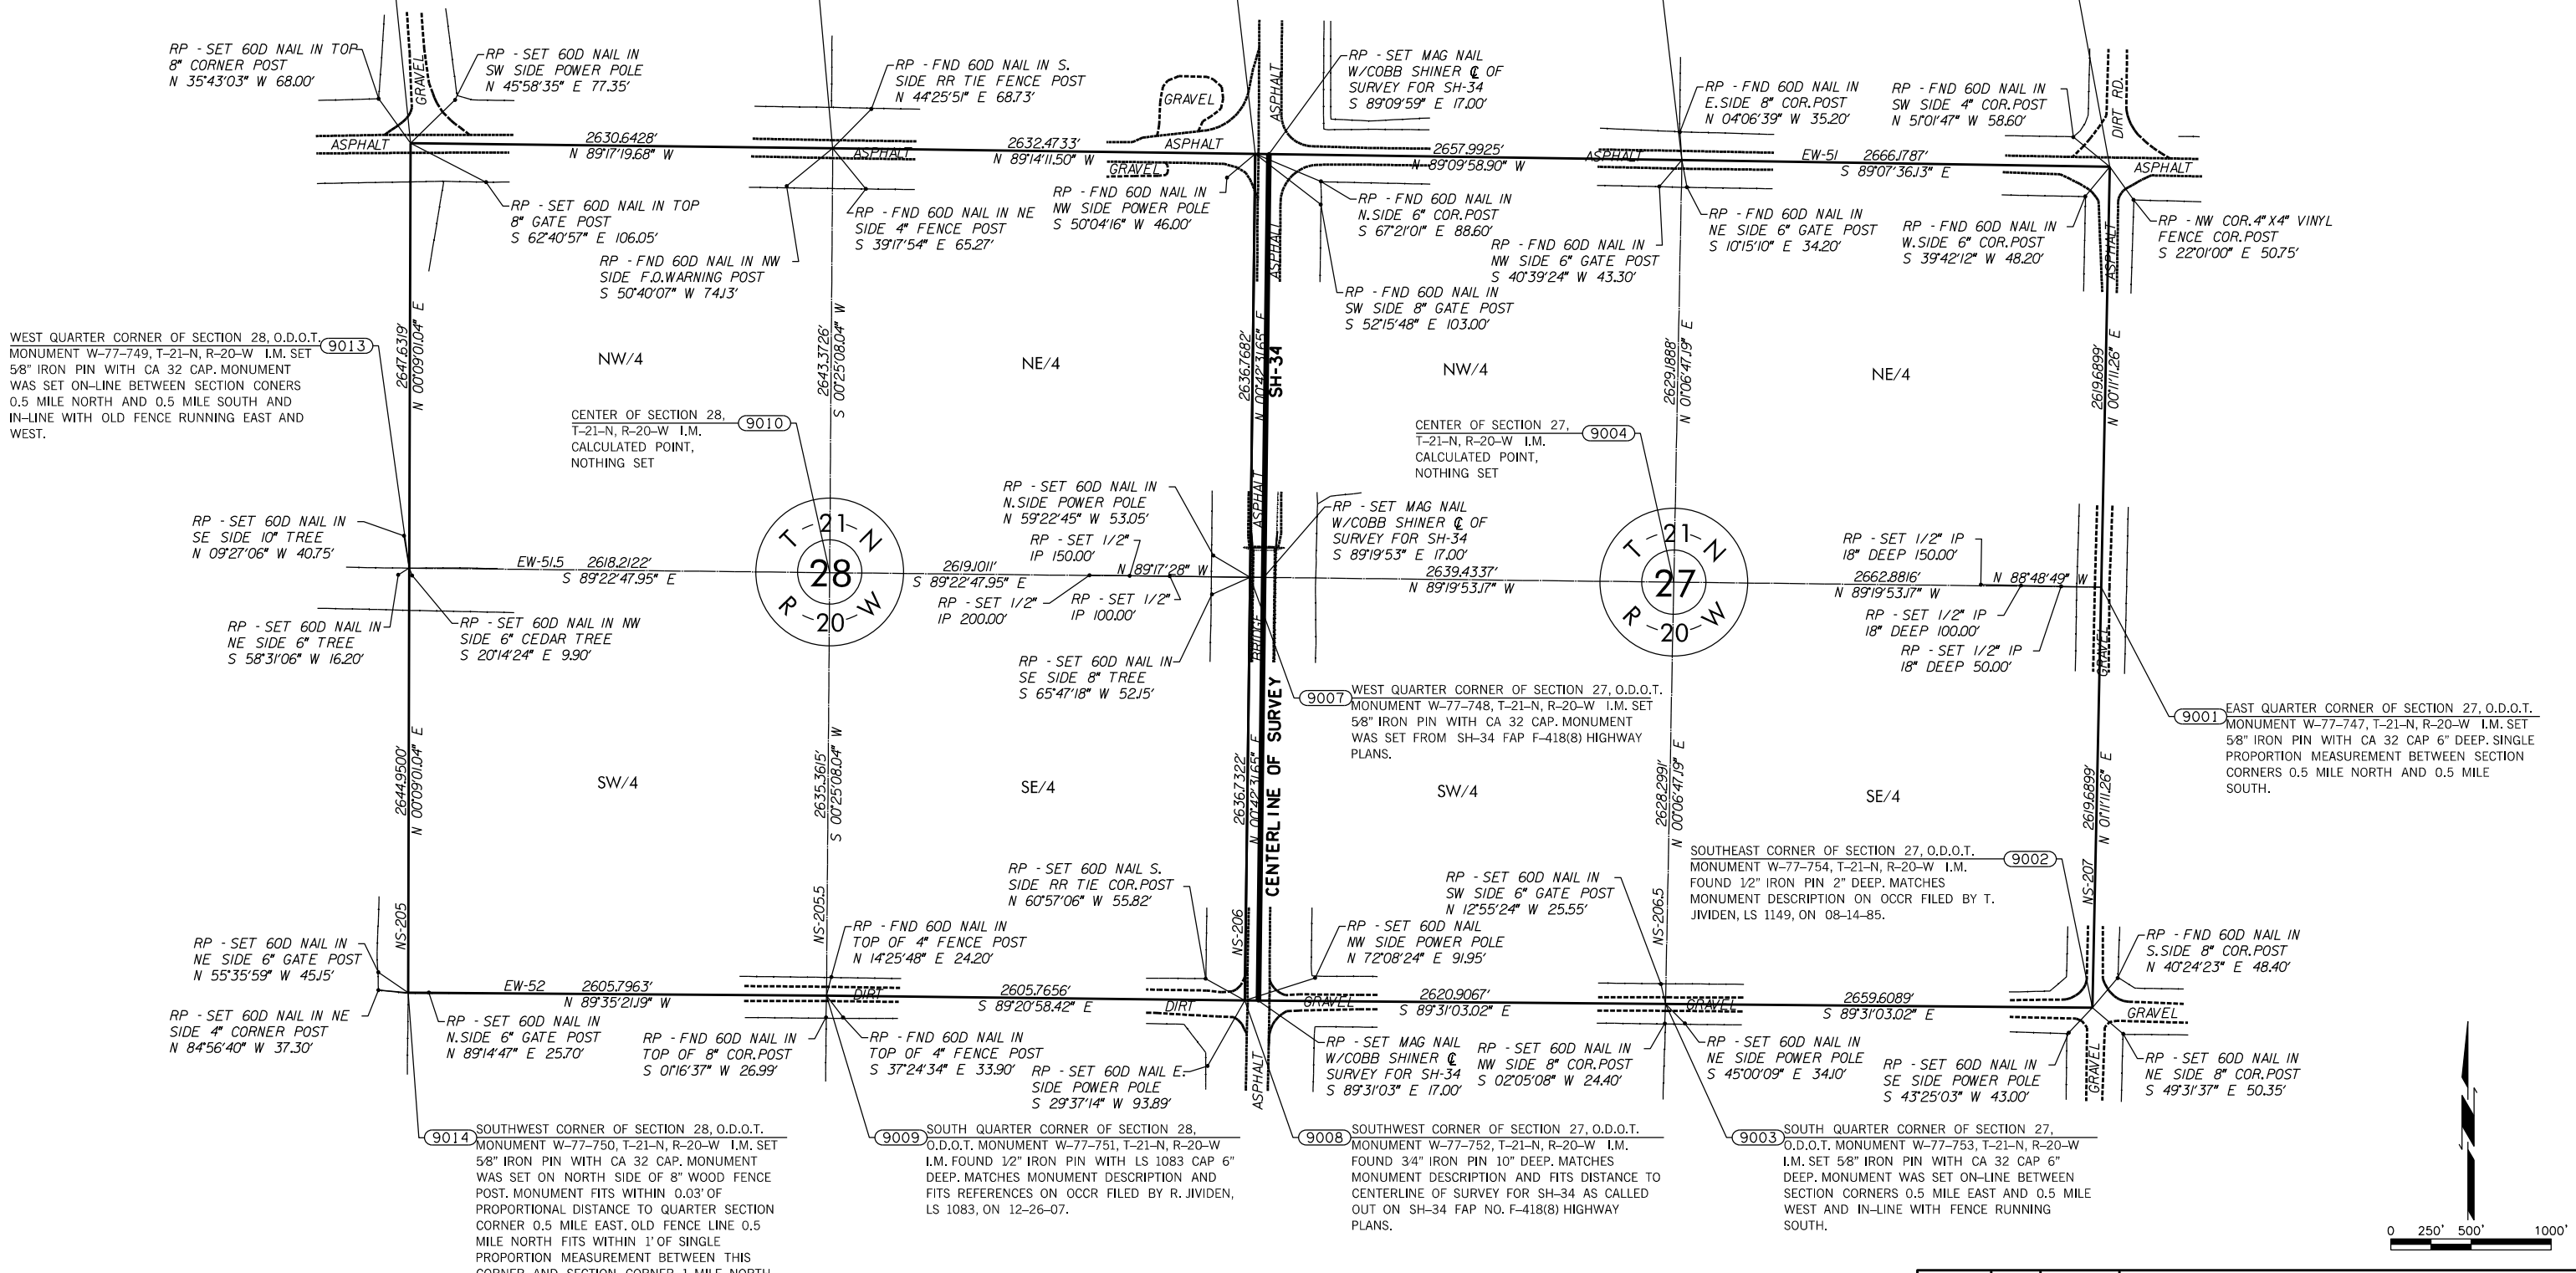 RP - SET 60D NAIL IN TOP
8" CORNER POST
N 35°43'03" W 68.00'
GRAVEL
RP - SET 60D NAIL IN
SW SIDE POWER POLE
N 45°58'35" E 77.35'
RP - FND 60D NAIL IN S.
SIDE RR TIE FENCE POST
N 44°25'51" E 68.73'
GRAVEL
ASPHALT
RP - SET MAG NAIL
W/COBB SHINER ℄ OF
SURVEY FOR SH-34
S 89°09'59" E 17.00'
RP - FND 60D NAIL IN
E.SIDE 8" COR.POST
N 04°06'39" W 35.20'
RP - FND 60D NAIL IN
SW SIDE 4" COR.POST
N 51°01'47" W 58.60'
DIRT RD.
ASPHALT
2630.6428'
N 89°17'19.68" W
ASPHALT
2632.4733'
N 89°14'11.50" W
ASPHALT
GRAVEL
2657.9925'
N 89°09'58.90" W
ASPHALT
EW-51 2666.1787'
S 89°07'36.13" E
ASPHALT
RP - SET 60D NAIL IN TOP
8" GATE POST
S 62°40'57" E 106.05'
RP - FND 60D NAIL IN NW
SIDE F.O.WARNING POST
S 50°40'07" W 74.13'
RP - FND 60D NAIL IN NE
SIDE 4" FENCE POST
S 39°17'54" E 65.27'
RP - FND 60D NAIL IN
NW SIDE POWER POLE
S 50°04'16" W 46.00'
ASPHALT
RP - FND 60D NAIL IN
N.SIDE 6" COR.POST
S 67°21'01" E 88.60'
RP - FND 60D NAIL IN
SW SIDE 8" GATE POST
S 52°15'48" E 103.00'
RP - FND 60D NAIL IN
NW SIDE 6" GATE POST
S 40°39'24" W 43.30'
RP - FND 60D NAIL IN
NE SIDE 6" GATE POST
S 10°15'10" E 34.20'
RP - FND 60D NAIL IN
W.SIDE 6" COR.POST
S 39°42'12" W 48.20'
ASPHALT
RP - NW COR.4"X4" VINYL
FENCE COR.POST
S 22°01'00" E 50.75'
WEST QUARTER CORNER OF SECTION 28, O.D.O.T.
MONUMENT W-77-749, T-21-N, R-20-W I.M. SET
5/8" IRON PIN WITH CA 32 CAP. MONUMENT
WAS SET ON-LINE BETWEEN SECTION CONERS
0.5 MILE NORTH AND 0.5 MILE SOUTH AND
IN-LINE WITH OLD FENCE RUNNING EAST AND
WEST.
9013
2647.6319'
N 00°09'01.04" E
NW/4
2643.3726'
S 00°25'08.04" W
NE/4
2636.7682'
N 00°42'31.65" E
SH-34
NW/4
2629.1888'
N 01°06'47.19" E
NE/4
2619.6899'
N 00°11'11.26" E
CENTER OF SECTION 28,
T-21-N, R-20-W I.M.
CALCULATED POINT,
NOTHING SET
9010
CENTER OF SECTION 27,
T-21-N, R-20-W I.M.
CALCULATED POINT,
NOTHING SET
9004
RP - SET 60D NAIL IN
SE SIDE 10" TREE
N 09°27'06" W 40.75'
EW-51.5 2618.2122'
S 89°22'47.95" E
T-21-N
28
R-20-W
RP - SET 60D NAIL IN
N.SIDE POWER POLE
N 59°22'45" W 53.05'
RP - SET 1/2"
IP 150.00'
2619.1011'
S 89°22'47.95" E
N 89°17'28" W
RP - SET 1/2"
IP 200.00'
RP - SET 1/2"
IP 100.00'
ASPHALT
BRIDGE
RP - SET MAG NAIL
W/COBB SHINER ℄ OF
SURVEY FOR SH-34
S 89°19'53" E 17.00'
2639.4337'
N 89°19'53.17" W
T-21-N
27
R-20-W
RP - SET 1/2" IP
18" DEEP 150.00'
2662.8816'
N 89°19'53.17" W
N 88°48'49" W
RP - SET 1/2" IP
18" DEEP 100.00'
RP - SET 1/2" IP
18" DEEP 50.00'
GRAVEL
RP - SET 60D NAIL IN
NE SIDE 6" TREE
S 58°31'06" W 16.20'
RP - SET 60D NAIL IN NW
SIDE 6" CEDAR TREE
S 20°14'24" E 9.90'
RP - SET 60D NAIL IN
SE SIDE 8" TREE
S 65°47'18" W 52.15'
9007
WEST QUARTER CORNER OF SECTION 27, O.D.O.T.
MONUMENT W-77-748, T-21-N, R-20-W I.M. SET
5/8" IRON PIN WITH CA 32 CAP. MONUMENT
WAS SET FROM SH-34 FAP F-418(8) HIGHWAY
PLANS.
9001
EAST QUARTER CORNER OF SECTION 27, O.D.O.T.
MONUMENT W-77-747, T-21-N, R-20-W I.M. SET
5/8" IRON PIN WITH CA 32 CAP 6" DEEP. SINGLE
PROPORTION MEASUREMENT BETWEEN SECTION
CORNERS 0.5 MILE NORTH AND 0.5 MILE
SOUTH.
2644.9500'
N 00°09'01.04" E
SW/4
2635.3615'
S 00°25'08.04" W
SE/4
2636.7322'
N 00°42'31.65" E
CENTERLINE OF SURVEY
SW/4
2628.2991'
N 00°06'47.19" E
SE/4
2619.6899'
N 01°11'11.26" E
SOUTHEAST CORNER OF SECTION 27, O.D.O.T.
MONUMENT W-77-754, T-21-N, R-20-W I.M.
FOUND 1/2" IRON PIN 2" DEEP. MATCHES
MONUMENT DESCRIPTION ON OCCR FILED BY T.
JIVIDEN, LS 1149, ON 08-14-85.
9002
RP - SET 60D NAIL S.
SIDE RR TIE COR.POST
N 60°57'06" W 55.82'
RP - SET 60D NAIL IN
SW SIDE 6" GATE POST
N 12°55'24" W 25.55'
NS-205
NS-205.5
NS-206
NS-206.5
NS-207
RP - SET 60D NAIL IN
NE SIDE 6" GATE POST
N 55°35'59" W 45.15'
RP - FND 60D NAIL IN
TOP OF 4" FENCE POST
N 14°25'48" E 24.20'
RP - SET 60D NAIL
NW SIDE POWER POLE
N 72°08'24" E 91.95'
RP - FND 60D NAIL IN
S.SIDE 8" COR.POST
N 40°24'23" E 48.40'
EW-52 2605.7963'
N 89°35'21.19" W
DIRT
2605.7656'
S 89°20'58.42" E
DIRT
GRAVEL
2620.9067'
S 89°31'03.02" E
GRAVEL
2659.6089'
S 89°31'03.02" E
GRAVEL
RP - SET 60D NAIL IN NE
SIDE 4" CORNER POST
N 84°56'40" W 37.30'
RP - SET 60D NAIL IN
N.SIDE 6" GATE POST
N 89°14'47" E 25.70'
RP - FND 60D NAIL IN
TOP OF 8" COR.POST
S 01°16'37" W 26.99'
RP - FND 60D NAIL IN
TOP OF 4" FENCE POST
S 37°24'34" E 33.90'
RP - SET 60D NAIL E.
SIDE POWER POLE
S 29°37'14" W 93.89'
ASPHALT
RP - SET MAG NAIL
W/COBB SHINER ℄
SURVEY FOR SH-34
S 89°31'03" E 17.00'
RP - SET 60D NAIL IN
NW SIDE 8" COR.POST
S 02°05'08" W 24.40'
RP - SET 60D NAIL IN
NE SIDE POWER POLE
S 45°00'09" E 34.10'
RP - SET 60D NAIL IN
SE SIDE POWER POLE
S 43°25'03" W 43.00'
GRAVEL
RP - SET 60D NAIL IN
NE SIDE 8" COR.POST
S 49°31'37" E 50.35'
9014
SOUTHWEST CORNER OF SECTION 28, O.D.O.T.
MONUMENT W-77-750, T-21-N, R-20-W I.M. SET
5/8" IRON PIN WITH CA 32 CAP. MONUMENT
WAS SET ON NORTH SIDE OF 8" WOOD FENCE
POST. MONUMENT FITS WITHIN 0.03' OF
PROPORTIONAL DISTANCE TO QUARTER SECTION
CORNER 0.5 MILE EAST. OLD FENCE LINE 0.5
MILE NORTH FITS WITHIN 1' OF SINGLE
PROPORTION MEASUREMENT BETWEEN THIS
CORNER AND SECTION CORNER 1 MILE NORTH
9009
SOUTH QUARTER CORNER OF SECTION 28,
O.D.O.T. MONUMENT W-77-751, T-21-N, R-20-W
I.M. FOUND 1/2" IRON PIN WITH LS 1083 CAP 6"
DEEP. MATCHES MONUMENT DESCRIPTION AND
FITS REFERENCES ON OCCR FILED BY R. JIVIDEN,
LS 1083, ON 12-26-07.
9008
SOUTHWEST CORNER OF SECTION 27, O.D.O.T.
MONUMENT W-77-752, T-21-N, R-20-W I.M.
FOUND 3/4" IRON PIN 10" DEEP. MATCHES
MONUMENT DESCRIPTION AND FITS DISTANCE TO
CENTERLINE OF SURVEY FOR SH-34 AS CALLED
OUT ON SH-34 FAP NO. F-418(8) HIGHWAY
PLANS.
9003
SOUTH QUARTER CORNER OF SECTION 27,
O.D.O.T. MONUMENT W-77-753, T-21-N, R-20-W
I.M. SET 5/8" IRON PIN WITH CA 32 CAP 6"
DEEP. MONUMENT WAS SET ON-LINE BETWEEN
SECTION CORNERS 0.5 MILE EAST AND 0.5 MILE
WEST AND IN-LINE WITH FENCE RUNNING
SOUTH.
0 250' 500' 1000'